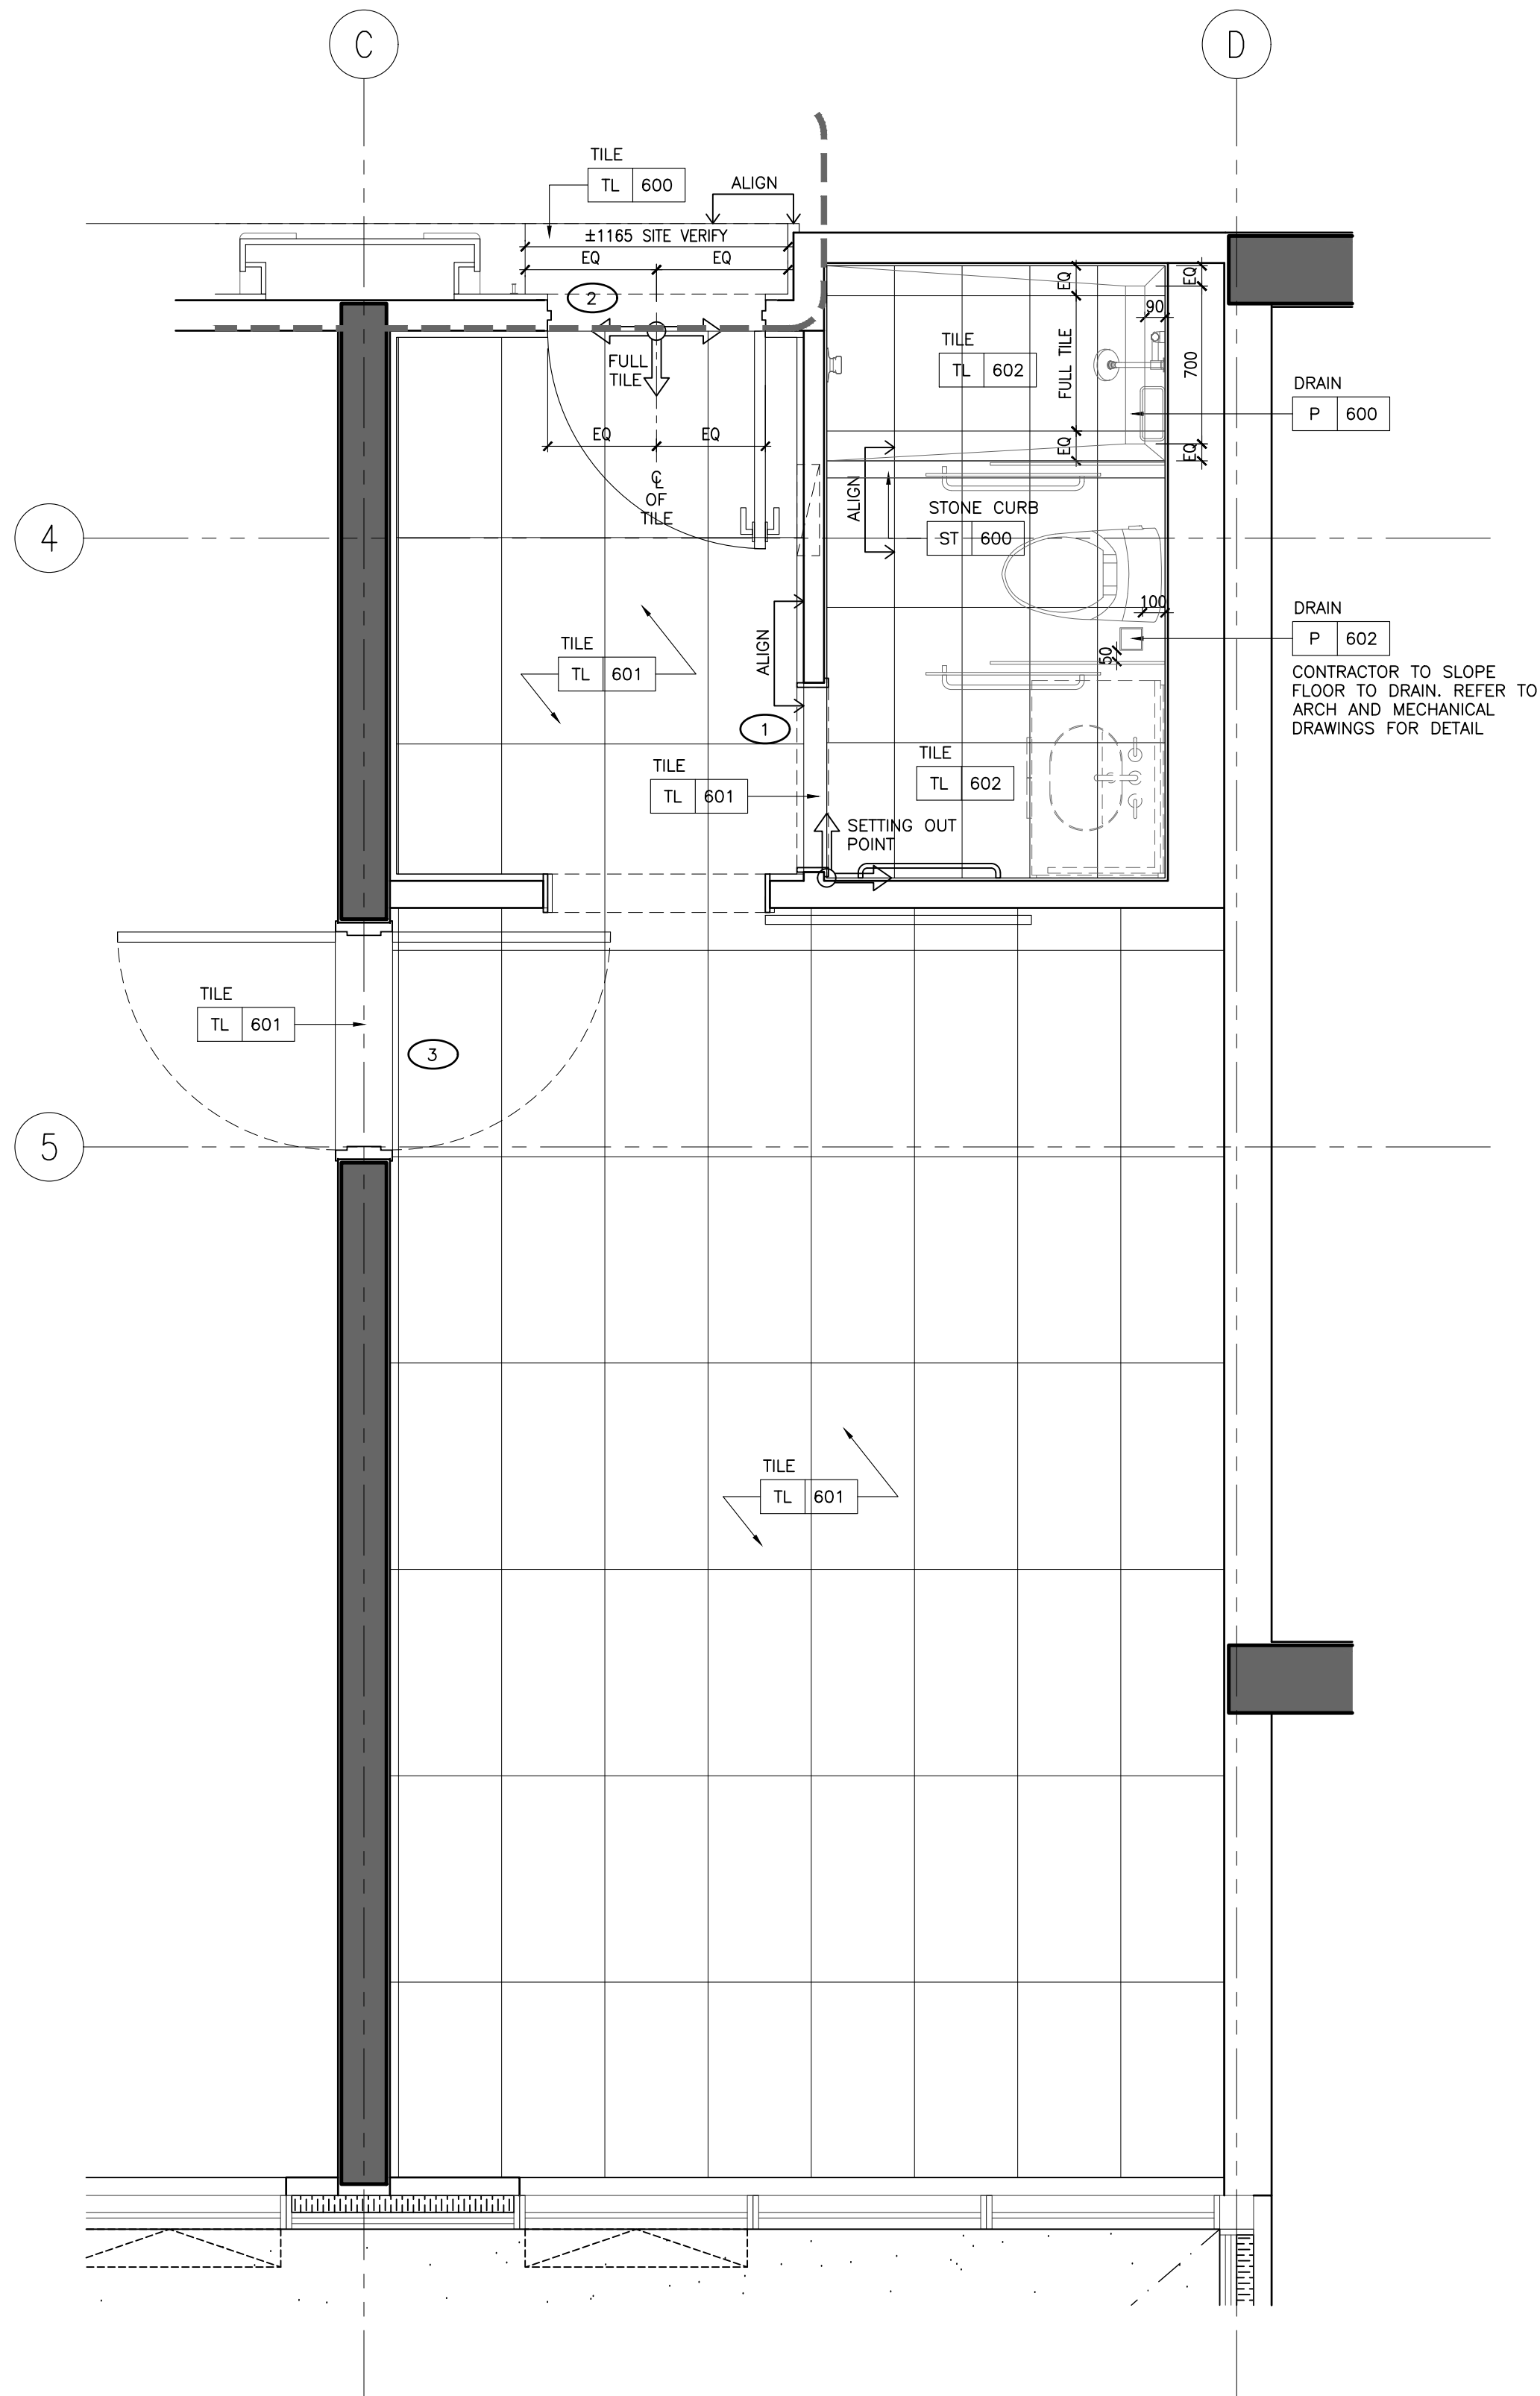 C
D
TILE
TL 600
ALIGN
±1165 SITE VERIFY
EQ
EQ
2
FULL
TILE
EQ
EQ
℄
OF
TILE
EQ
FULL TILE
EQ
EQ
90
700
EQ
TILE
TL 602
DRAIN
P 600
ALIGN
STONE CURB
ST 600
4
100
50
DRAIN
P 602
CONTRACTOR TO SLOPE
FLOOR TO DRAIN. REFER TO
ARCH AND MECHANICAL
DRAWINGS FOR DETAIL
ALIGN
TILE
TL 601
1
TILE
TL 601
TILE
TL 602
SETTING OUT
POINT
TILE
TL 601
3
5
TILE
TL 601